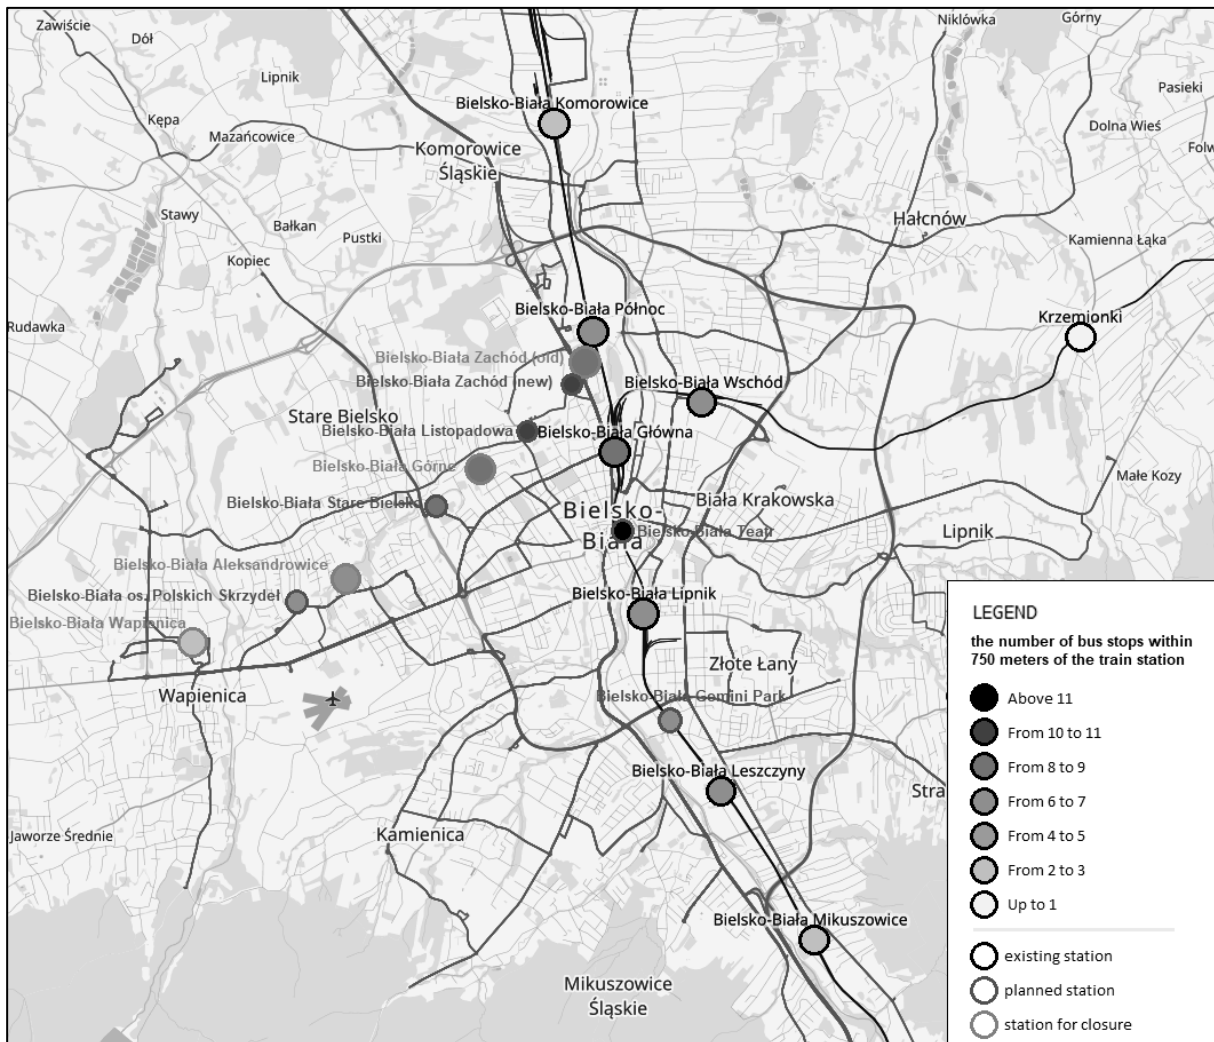 Zawiście
Dół
Niklówka
Górny
Lipnik
Pasieki
Bielsko-Biała Komorowice
Kępa
Mazańcowice
Dolna Wieś
Komorowice
Śląskie
Folw
Stawy
Bałkan
Pustki
Hałcnów
Kamienna Łąka
Kopiec
Rudawka
Bielsko-Biała Północ
Krzemionki
Bielsko-Biała Zachód (old)
Bielsko-Biała Zachód (new)
Bielsko-Biała Wschód
Stare Bielsko
Bielsko-Biała Listopadowa
Bielsko-Biała Główna
Bielsko-Biała Górne
Małe Kozy
Bielsko-Biała Stare Bielsko
Biała Krakowska
Bielsko-
Biała
Bielsko-Biała Teatr
Lipnik
Bielsko-Biała Aleksandrowice
Bielsko-Biała os. Polskich Skrzydeł
Bielsko-Biała Lipnik
Bielsko-Biała Wapienica
Złote Łany
Wapienica
Bielsko-Biała Gemini Park
Bielsko-Biała Leszczyny
Stra
Jaworze Średnie
Kamienica
Bielsko-Biała Mikuszowice
Mikuszowice
Śląskie
LEGEND
the number of bus stops within
750 meters of the train station
Above 11
From 10 to 11
From 8 to 9
From 6 to 7
From 4 to 5
From 2 to 3
Up to 1
existing station
planned station
station for closure